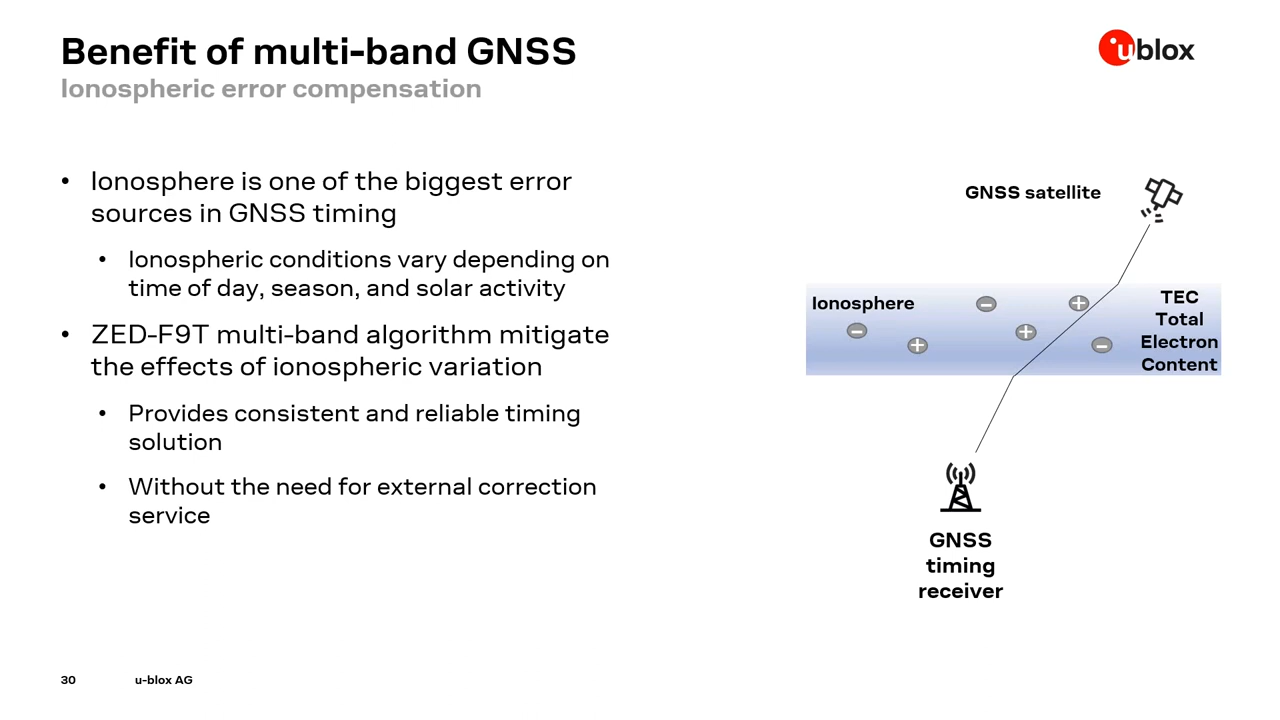 Benefit of multi-band GNSS
Ionospheric error compensation
ublox
• Ionosphere is one of the biggest error
sources in GNSS timing
• Ionospheric conditions vary depending on
time of day, season, and solar activity
• ZED-F9T multi-band algorithm mitigate
the effects of ionospheric variation
• Provides consistent and reliable timing
solution
• Without the need for external correction
service
GNSS satellite
Ionosphere
TEC
Total
Electron
Content
GNSS
timing
receiver
30 u-blox AG